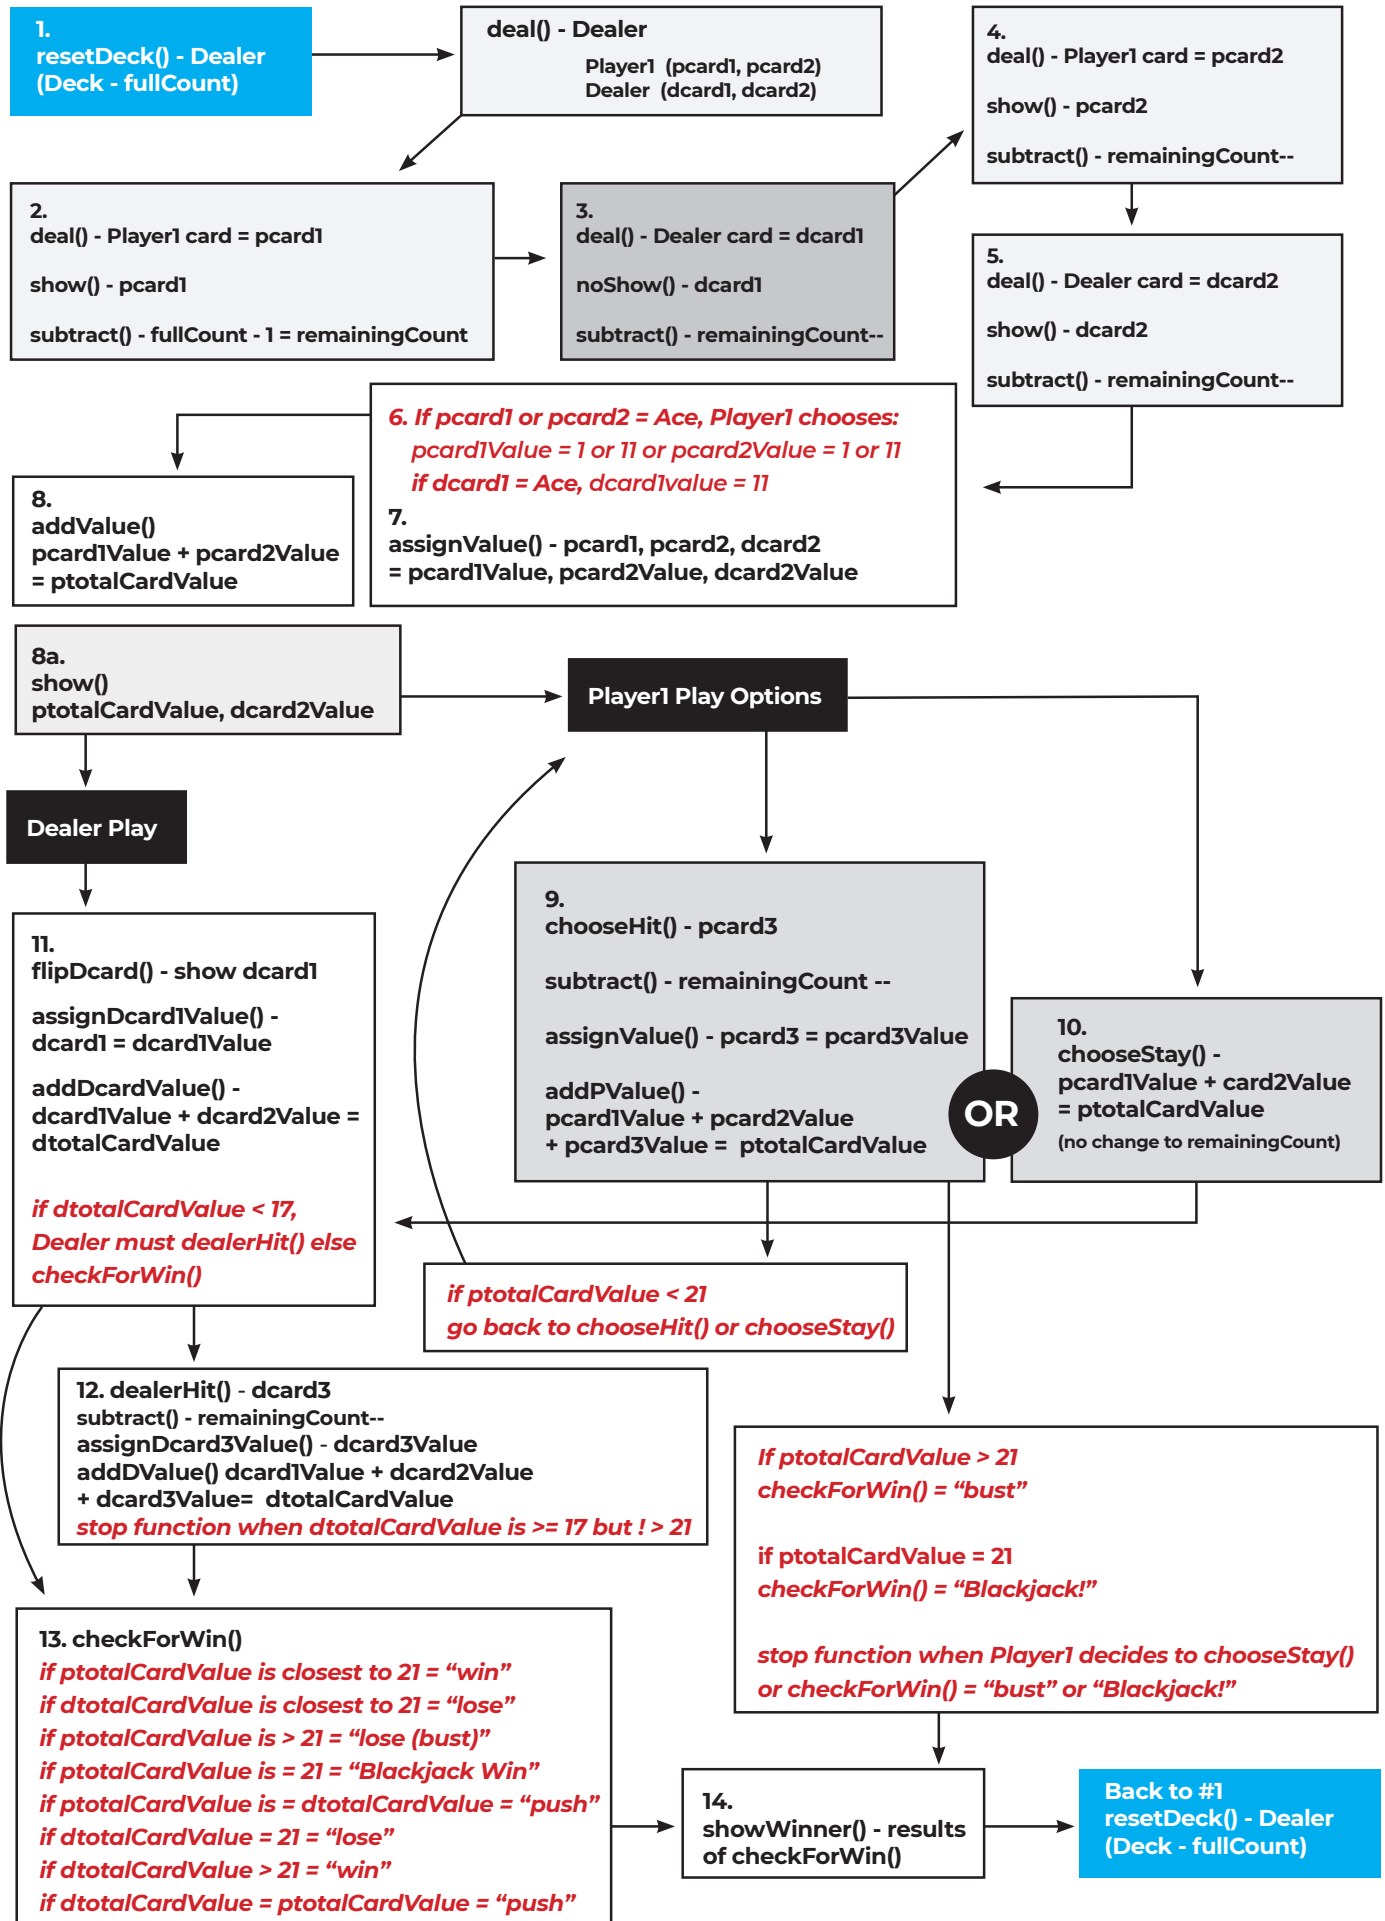 1.
resetDeck() - Dealer
(Deck - fullCount)
deal() - Dealer
Player1  (pcard1, pcard2)
Dealer  (dcard1, dcard2)
2.
deal() - Player1 card = pcard1
show() - pcard1
subtract() - fullCount - 1 = remainingCount
3.
deal() - Dealer card = dcard1
noShow() - dcard1
subtract() - remainingCount--
4.
deal() - Player1 card = pcard2
show() - pcard2
subtract() - remainingCount--
5.
deal() - Dealer card = dcard2
show() - dcard2
subtract() - remainingCount--
6. If pcard1 or pcard2 = Ace, Player1 chooses:
pcard1Value = 1 or 11 or pcard2Value = 1 or 11
if dcard1 = Ace, dcard1value = 11
7.
assignValue() - pcard1, pcard2, dcard2
= pcard1Value, pcard2Value, dcard2Value
8.
addValue()
pcard1Value + pcard2Value
= ptotalCardValue
8a.
show()
ptotalCardValue, dcard2Value
Player1 Play Options
Dealer Play
9.
chooseHit() - pcard3
subtract() - remainingCount --
assignValue() - pcard3 = pcard3Value
addPValue() -
pcard1Value + pcard2Value
+ pcard3Value =  ptotalCardValue
OR
10.
chooseStay() -
pcard1Value + card2Value
= ptotalCardValue
(no change to remainingCount)
11.
flipDcard() - show dcard1
assignDcard1Value() -
dcard1 = dcard1Value
addDcardValue() -
dcard1Value + dcard2Value =
dtotalCardValue
if dtotalCardValue < 17,
Dealer must dealerHit() else
checkForWin()
if ptotalCardValue < 21
go back to chooseHit() or chooseStay()
12. dealerHit() - dcard3
subtract() - remainingCount--
assignDcard3Value() - dcard3Value
addDValue() dcard1Value + dcard2Value
+ dcard3Value=  dtotalCardValue
stop function when dtotalCardValue is >= 17 but ! > 21
If ptotalCardValue > 21
checkForWin() = “bust”
if ptotalCardValue = 21
checkForWin() = “Blackjack!”
stop function when Player1 decides to chooseStay()
or checkForWin() = “bust” or “Blackjack!”
13. checkForWin()
if ptotalCardValue is closest to 21 = “win”
if dtotalCardValue is closest to 21 = “lose”
if ptotalCardValue is > 21 = “lose (bust)”
if ptotalCardValue is = 21 = “Blackjack Win”
if ptotalCardValue is = dtotalCardValue = “push”
if dtotalCardValue = 21 = “lose”
if dtotalCardValue > 21 = “win”
if dtotalCardValue = ptotalCardValue = “push”
14.
showWinner() - results
of checkForWin()
Back to #1
resetDeck() - Dealer
(Deck - fullCount)